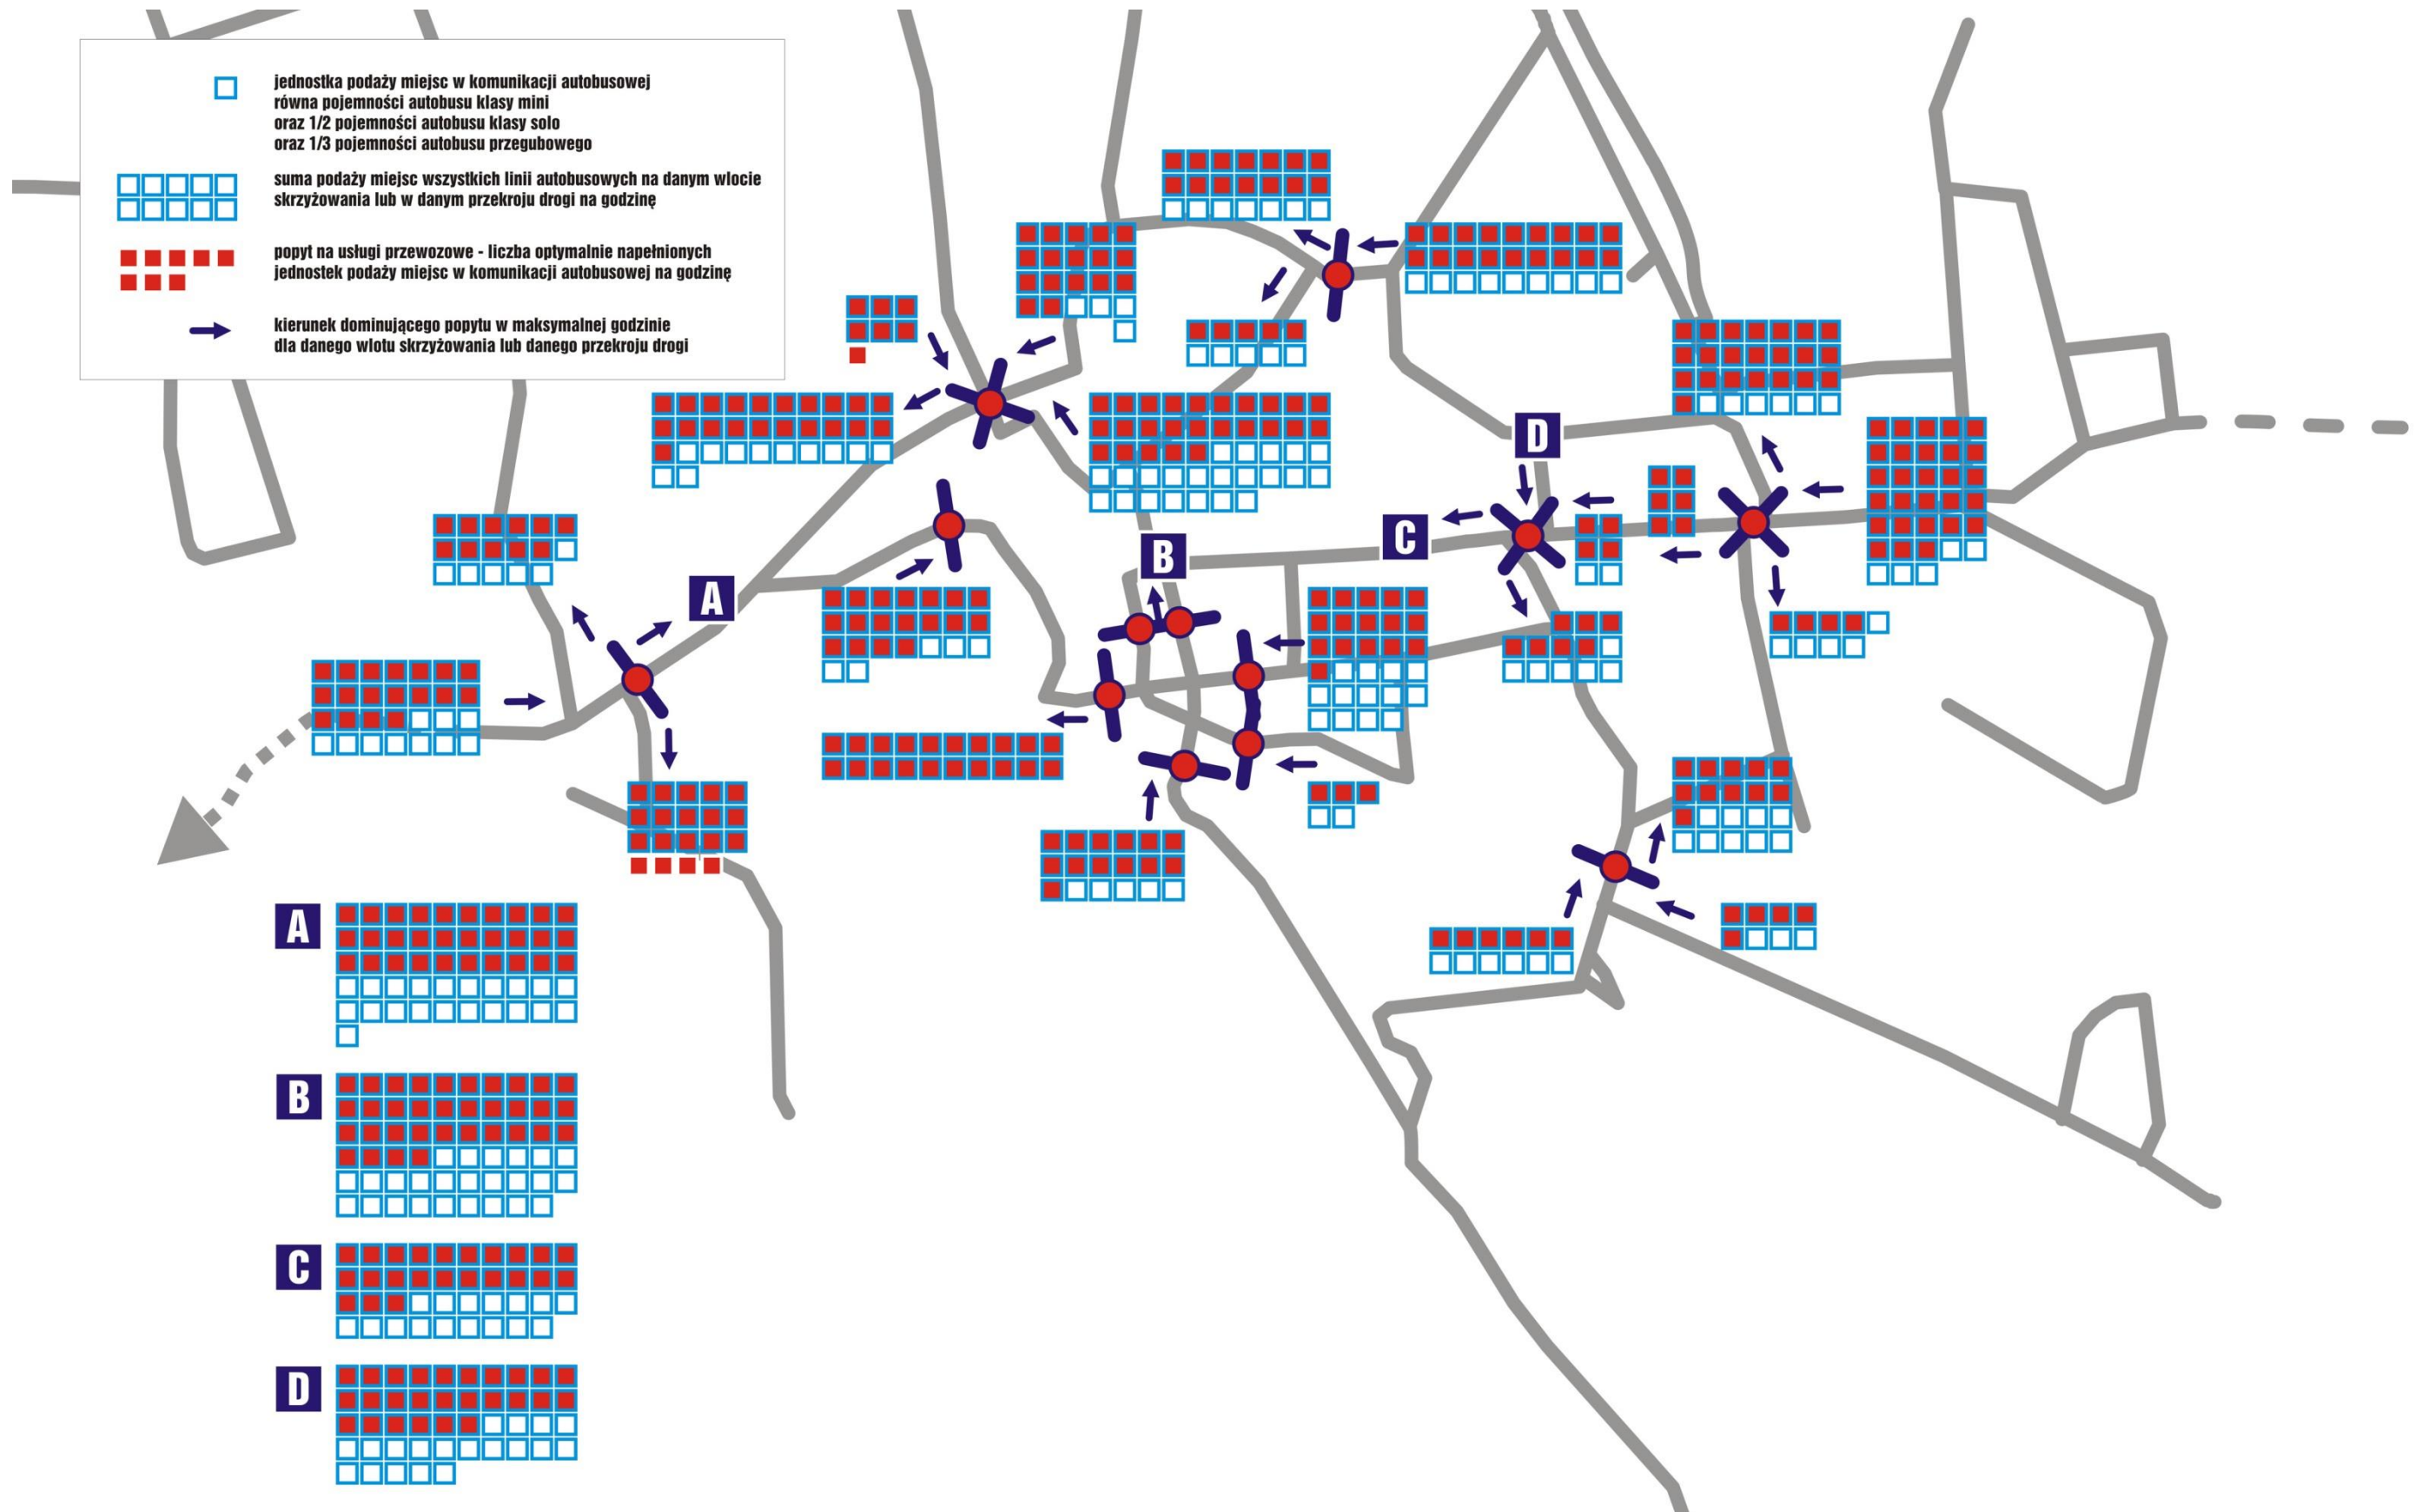 jednostka podaży miejsc w komunikacji autobusowej
równa pojemności autobusu klasy mini
oraz 1/2 pojemności autobusu klasy solo
oraz 1/3 pojemności autobusu przegubowego
suma podaży miejsc wszystkich linii autobusowych na danym wlocie
skrzyżowania lub w danym przekroju drogi na godzinę
popyt na usługi przewozowe - liczba optymalnie napełnionych
jednostek podaży miejsc w komunikacji autobusowej na godzinę
kierunek dominującego popytu w maksymalnej godzinie
dla danego wlotu skrzyżowania lub danego przekroju drogi
D
C
B
A
A
B
C
D